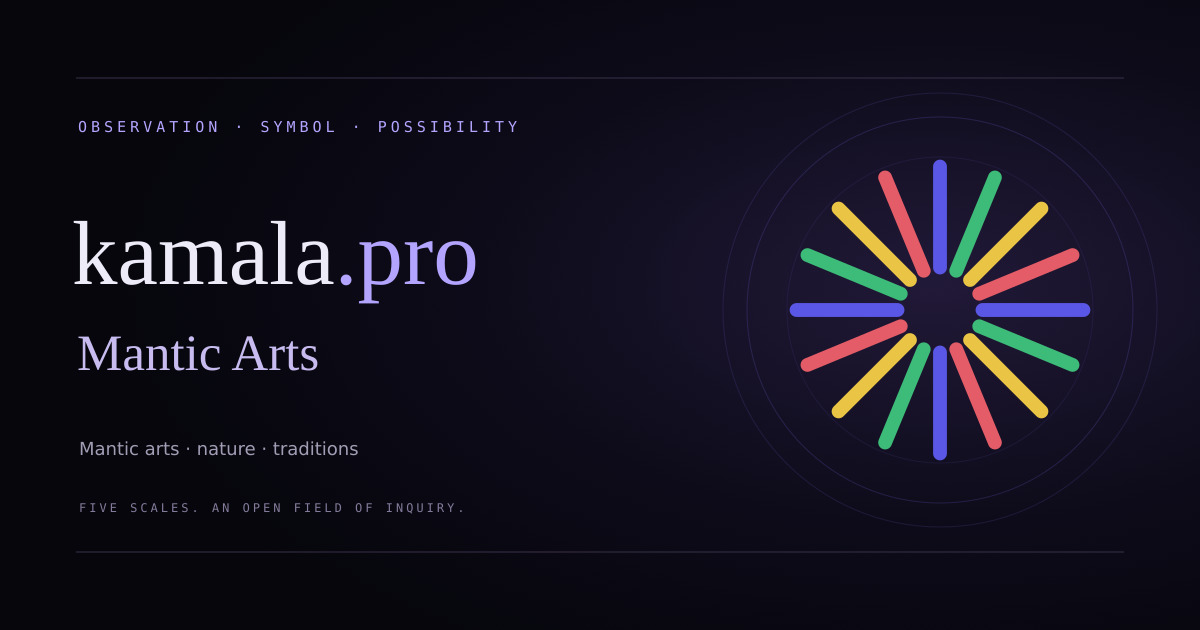 OBSERVATION · SYMBOL · POSSIBILITY
kamala.pro
Mantic Arts
Mantic arts · nature · traditions
FIVE SCALES. AN OPEN FIELD OF INQUIRY.